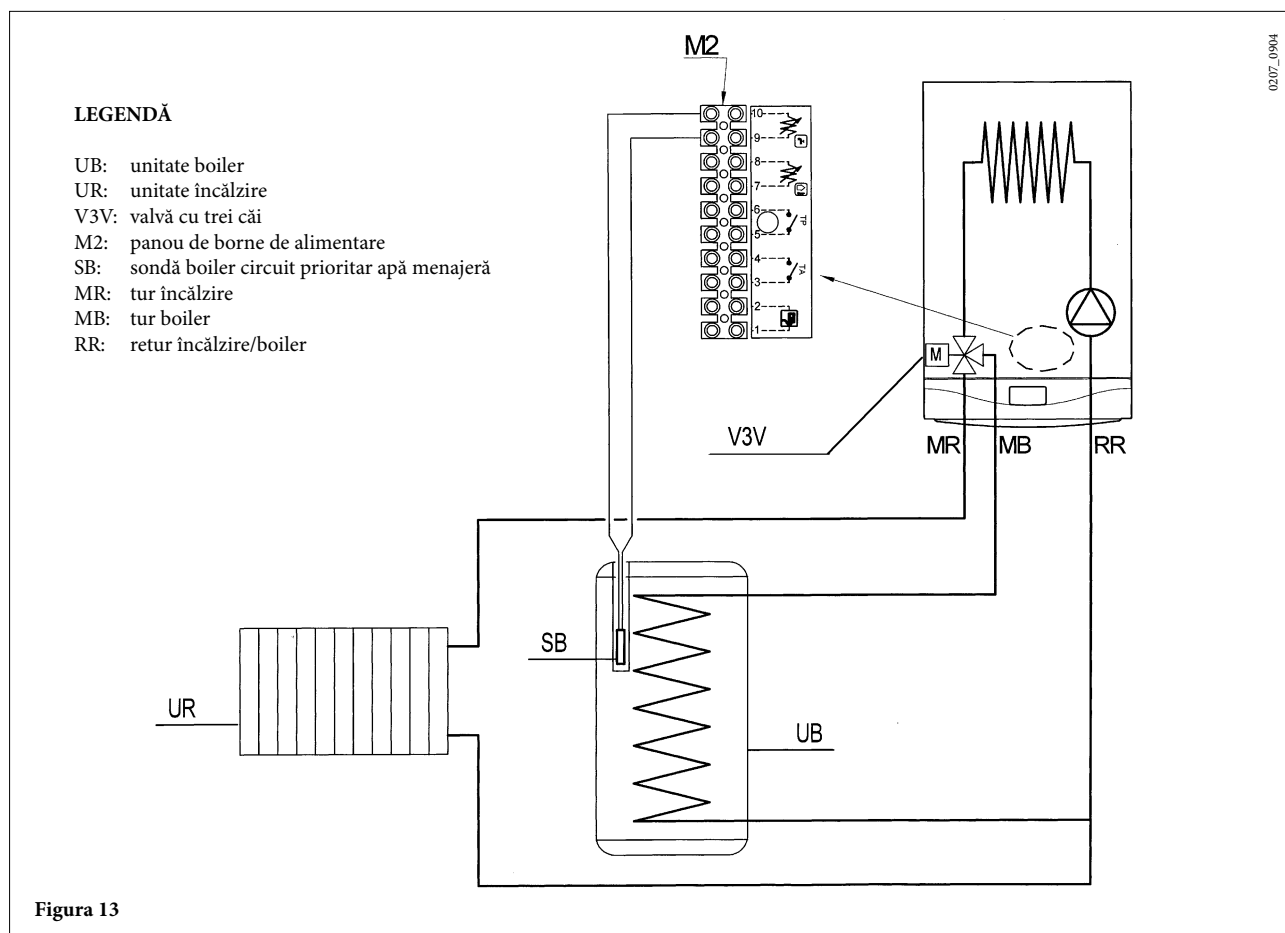 M2
0207_0904
LEGENDĂ
UB: unitate boiler
UR: unitate încălzire
V3V: valvă cu trei căi
M2: panou de borne de alimentare
SB: sondă boiler circuit prioritar apă menajeră
MR: tur încălzire
MB: tur boiler
RR: retur încălzire/boiler
10
9
8
7
6
TP
5
4
TA
3
2
1
M
V3V
MR MB RR
SB
UR
UB
Figura 13